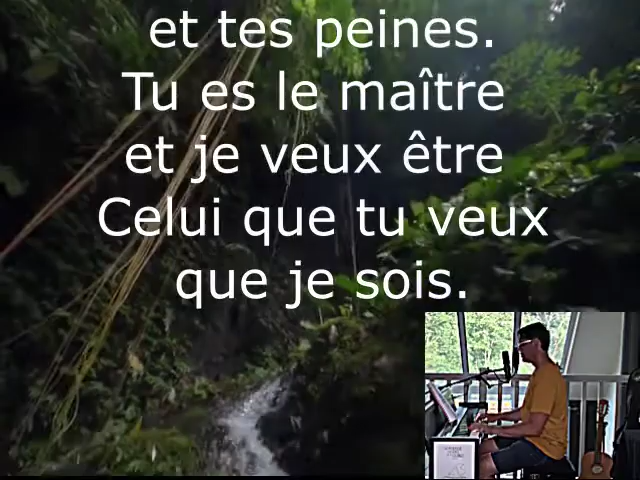 et tes peines.
Tu es le maître
et je veux être
Celui que tu veux
que je sois.